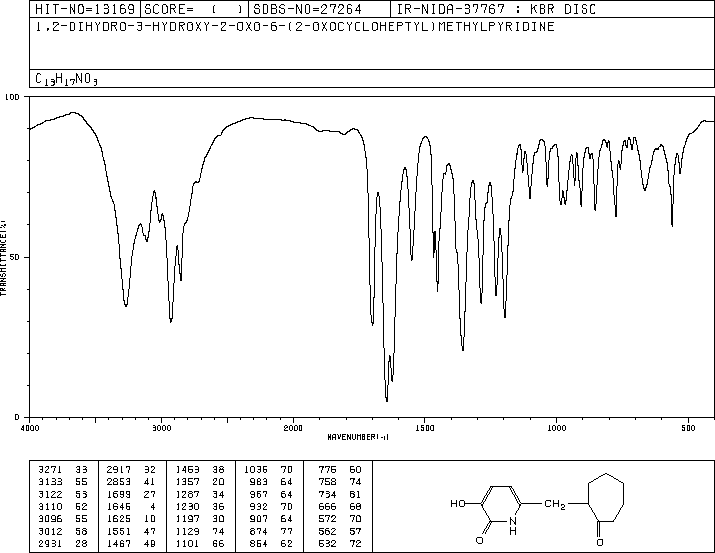 HIT-NO=13169 SCORE= ( ) SDBS-NO=27264 IR-NIDA-37767 : KBR DISC
1,2-DIHYDRO-3-HYDROXY-2-OXO-6-(2-OXOCYCLOHEPTYL)METHYLPYRIDINE
C13H17NO3
100
50
0
TRANSMITTANCE(%)
4000 3000 2000 1500 1000 500
WAVENUMBER(-1)
3271 33 2917 32 1453 38 1036 70 776 60
3133 55 2853 41 1357 20 983 64 758 74
3122 53 1699 27 1287 34 967 64 734 81
3110 52 1646 4 1230 36 932 70 666 68
3096 55 1625 10 1197 30 907 64 572 70
3012 58 1551 47 1129 74 874 77 562 57
2931 28 1467 49 1101 66 854 62 532 72
HO
CH2
O
N
H
O